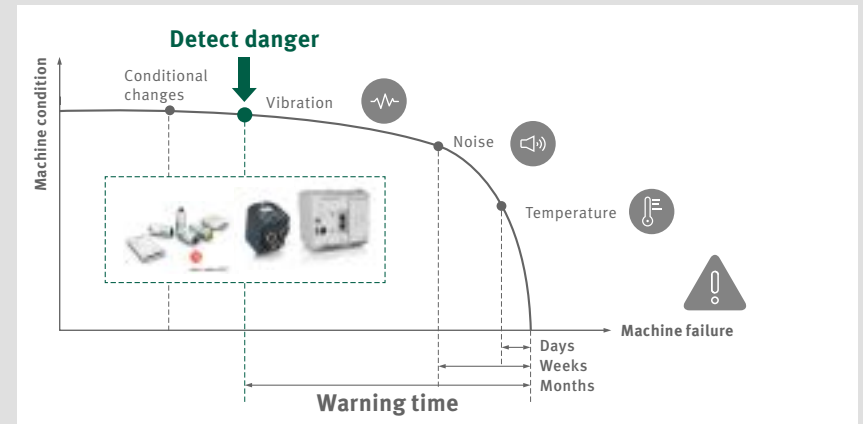 Detect danger
Conditional
changes
Vibration
Noise
Temperature
Machine condition
Machine failure
Days
Weeks
Months
Warning time